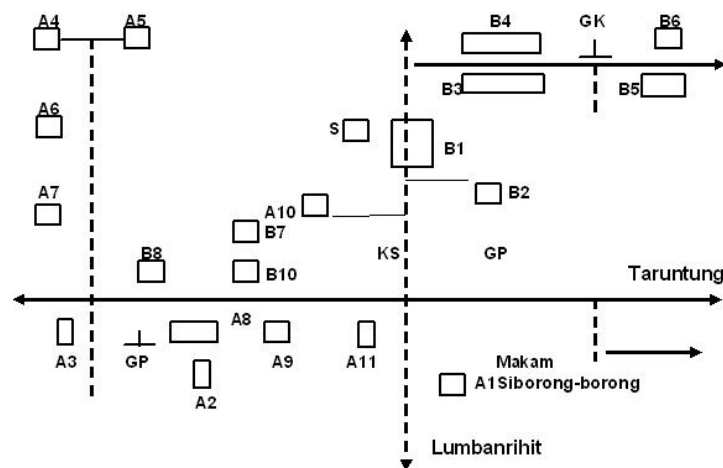 A4 A5 B4 GK B6
B3 B5
A6 S B1
A7 A10 B2
B7
B8 B10 KS GP
Taruntung
A8
A3 GP A9 A11 Makam
A2 A1Siborong-borong
Lumbanrihit